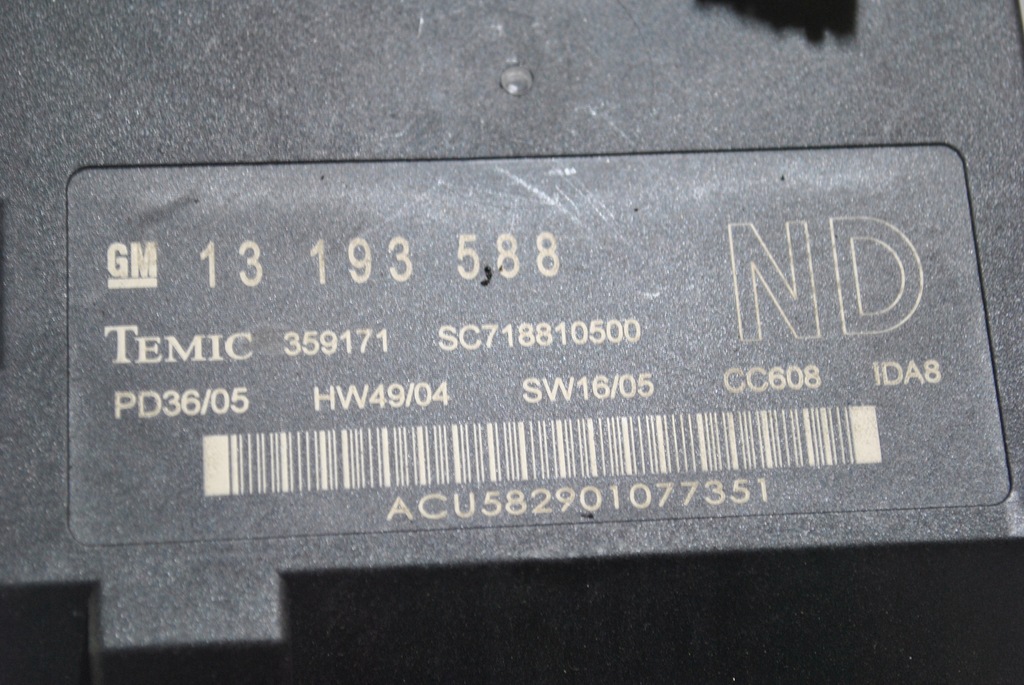 GM 13 193 588 ND
TEMIC 359171 SC718810500
PD36/05 HW49/04 SW16/05 CC608 IDA8
ACU582901077351